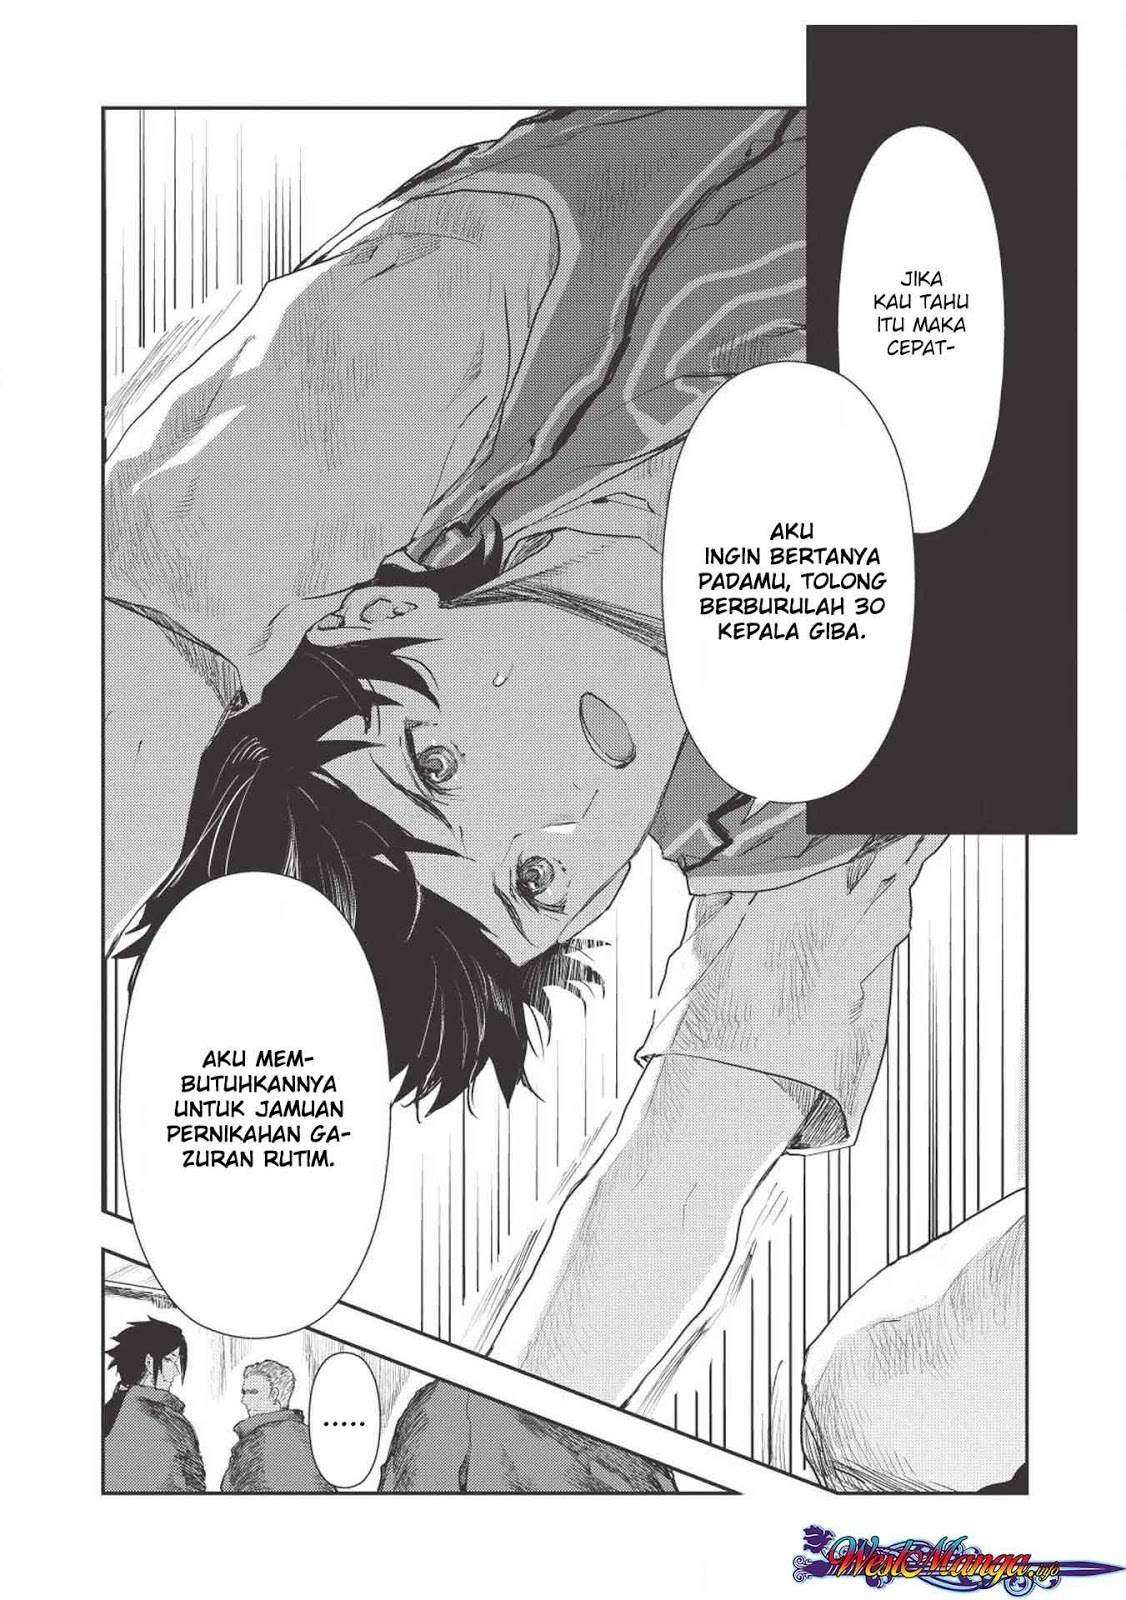 JIKA
KAU TAHU
ITU MAKA
CEPAT-
AKU
INGIN BERTANYA
PADAMU, TOLONG
BERBURULAH 30
KEPALA GIBA.
AKU MEM-
BUTUHKANNYA
UNTUK JAMUAN
PERNIKAHAN GA-
ZURAN RUTIM.
.....
WestManga.info